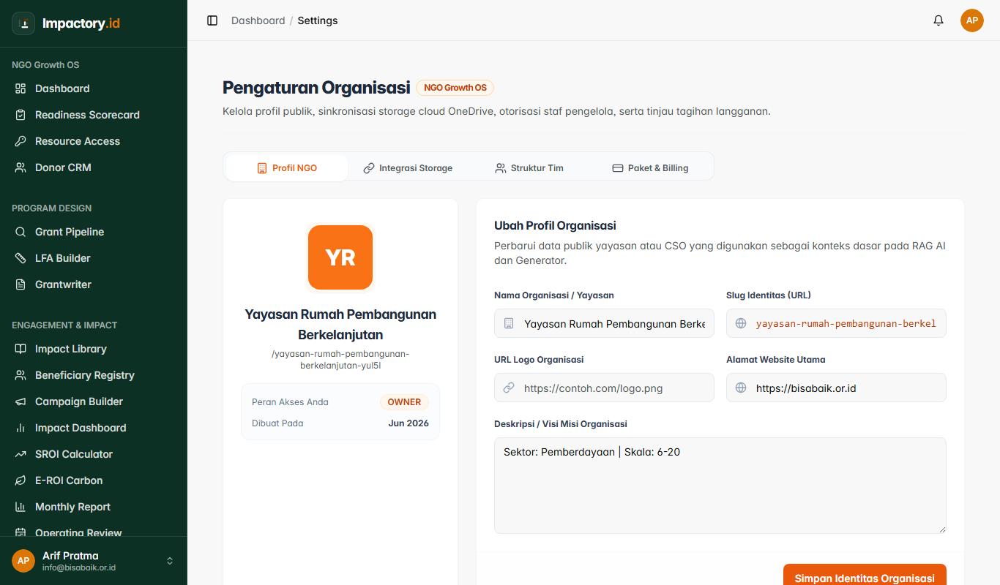 Impactory.id
NGO Growth OS
Dashboard
Readiness Scorecard
Resource Access
Donor CRM
PROGRAM DESIGN
Grant Pipeline
LFA Builder
Grantwriter
ENGAGEMENT & IMPACT
Impact Library
Beneficiary Registry
Campaign Builder
Impact Dashboard
SROI Calculator
E-ROI Carbon
Monthly Report
Operating Review
AP
Arif Pratma
info@bisabaik.or.id
Dashboard / Settings
AP
Pengaturan Organisasi NGO Growth OS
Kelola profil publik, sinkronisasi storage cloud OneDrive, otorisasi staf pengelola, serta tinjau tagihan langganan.
Profil NGO Integrasi Storage Struktur Tim Paket & Billing
YR
Yayasan Rumah Pembangunan
Berkelanjutan
/yayasan-rumah-pembangunan-
berkelanjutan-yul5l
Peran Akses Anda OWNER
Dibuat Pada Jun 2026
Ubah Profil Organisasi
Perbarui data publik yayasan atau CSO yang digunakan sebagai konteks dasar pada RAG AI
dan Generator.
Nama Organisasi / Yayasan Slug Identitas (URL)
Yayasan Rumah Pembangunan Berke yayasan-rumah-pembangunan-berkel
URL Logo Organisasi Alamat Website Utama
https://contoh.com/logo.png https://bisabaik.or.id
Deskripsi / Visi Misi Organisasi
Sektor: Pemberdayaan | Skala: 6-20
Simpan Identitas Organisasi